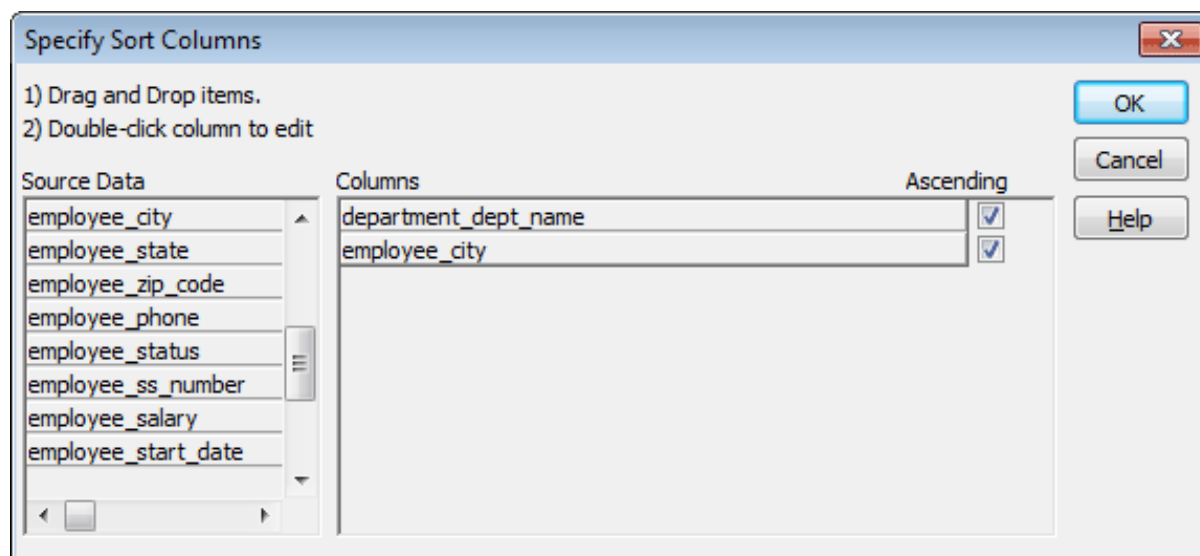 Specify Sort Columns
1) Drag and Drop items.
2) Double-click column to edit
OK
Cancel
Help
Source Data
employee_city
employee_state
employee_zip_code
employee_phone
employee_status
employee_ss_number
employee_salary
employee_start_date
Columns Ascending
department_dept_name
employee_city